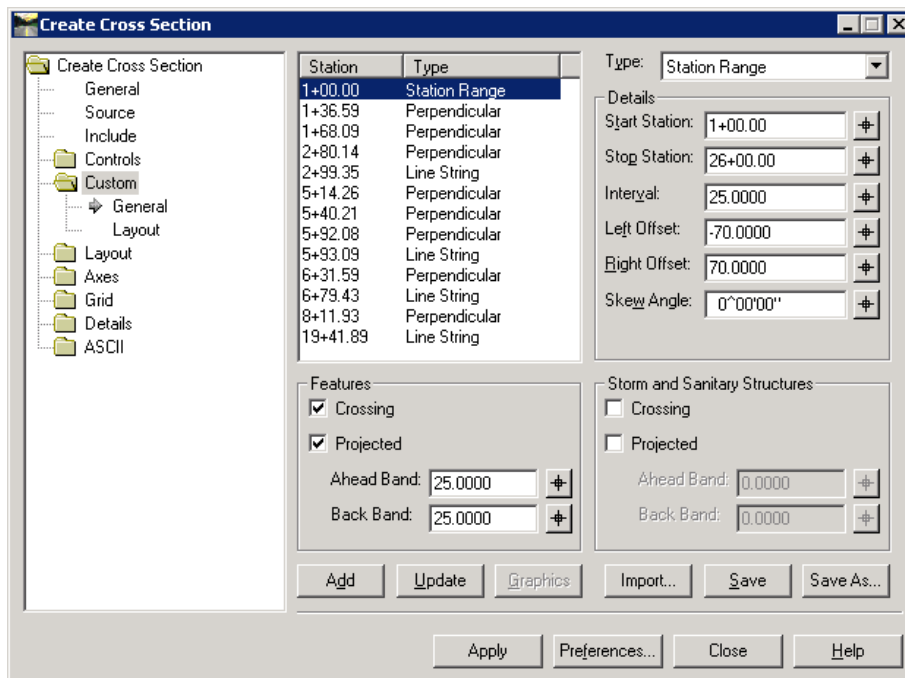 Create Cross Section
Create Cross Section
General
Source
Include
Controls
Custom
General
Layout
Layout
Axes
Grid
Details
ASCII
Station Type
1+00.00 Station Range
1+36.59 Perpendicular
1+68.09 Perpendicular
2+80.14 Perpendicular
2+99.35 Line String
5+14.26 Perpendicular
5+40.21 Perpendicular
5+92.08 Perpendicular
5+93.09 Line String
6+31.59 Perpendicular
6+79.43 Line String
8+11.93 Perpendicular
19+41.89 Line String
Type: Station Range
Details
Start Station: 1+00.00
Stop Station: 26+00.00
Interval: 25.0000
Left Offset: -70.0000
Right Offset: 70.0000
Skew Angle: 0^00'00"
Features
Crossing
Projected
Ahead Band: 25.0000
Back Band: 25.0000
Storm and Sanitary Structures
Crossing
Projected
Ahead Band: 0.0000
Back Band: 0.0000
Add Update Graphics Import... Save Save As...
Apply Preferences... Close Help